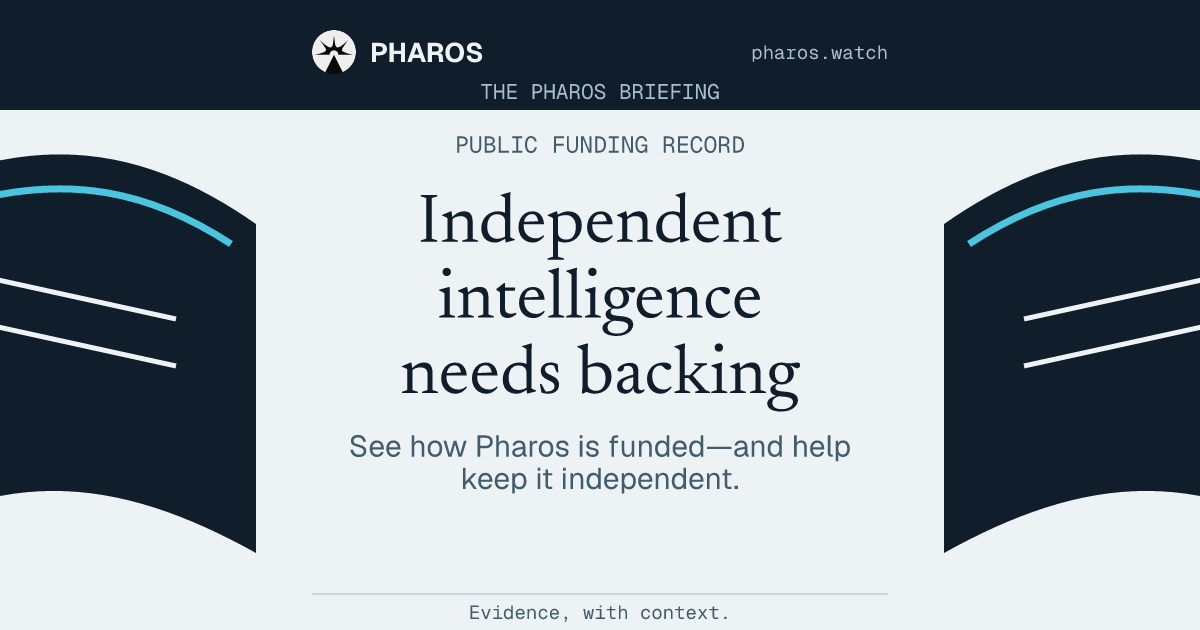 PHAROS
pharos.watch
THE PHAROS BRIEFING
PUBLIC FUNDING RECORD
Independent
intelligence
needs backing
See how Pharos is funded—and help
keep it independent.
Evidence, with context.